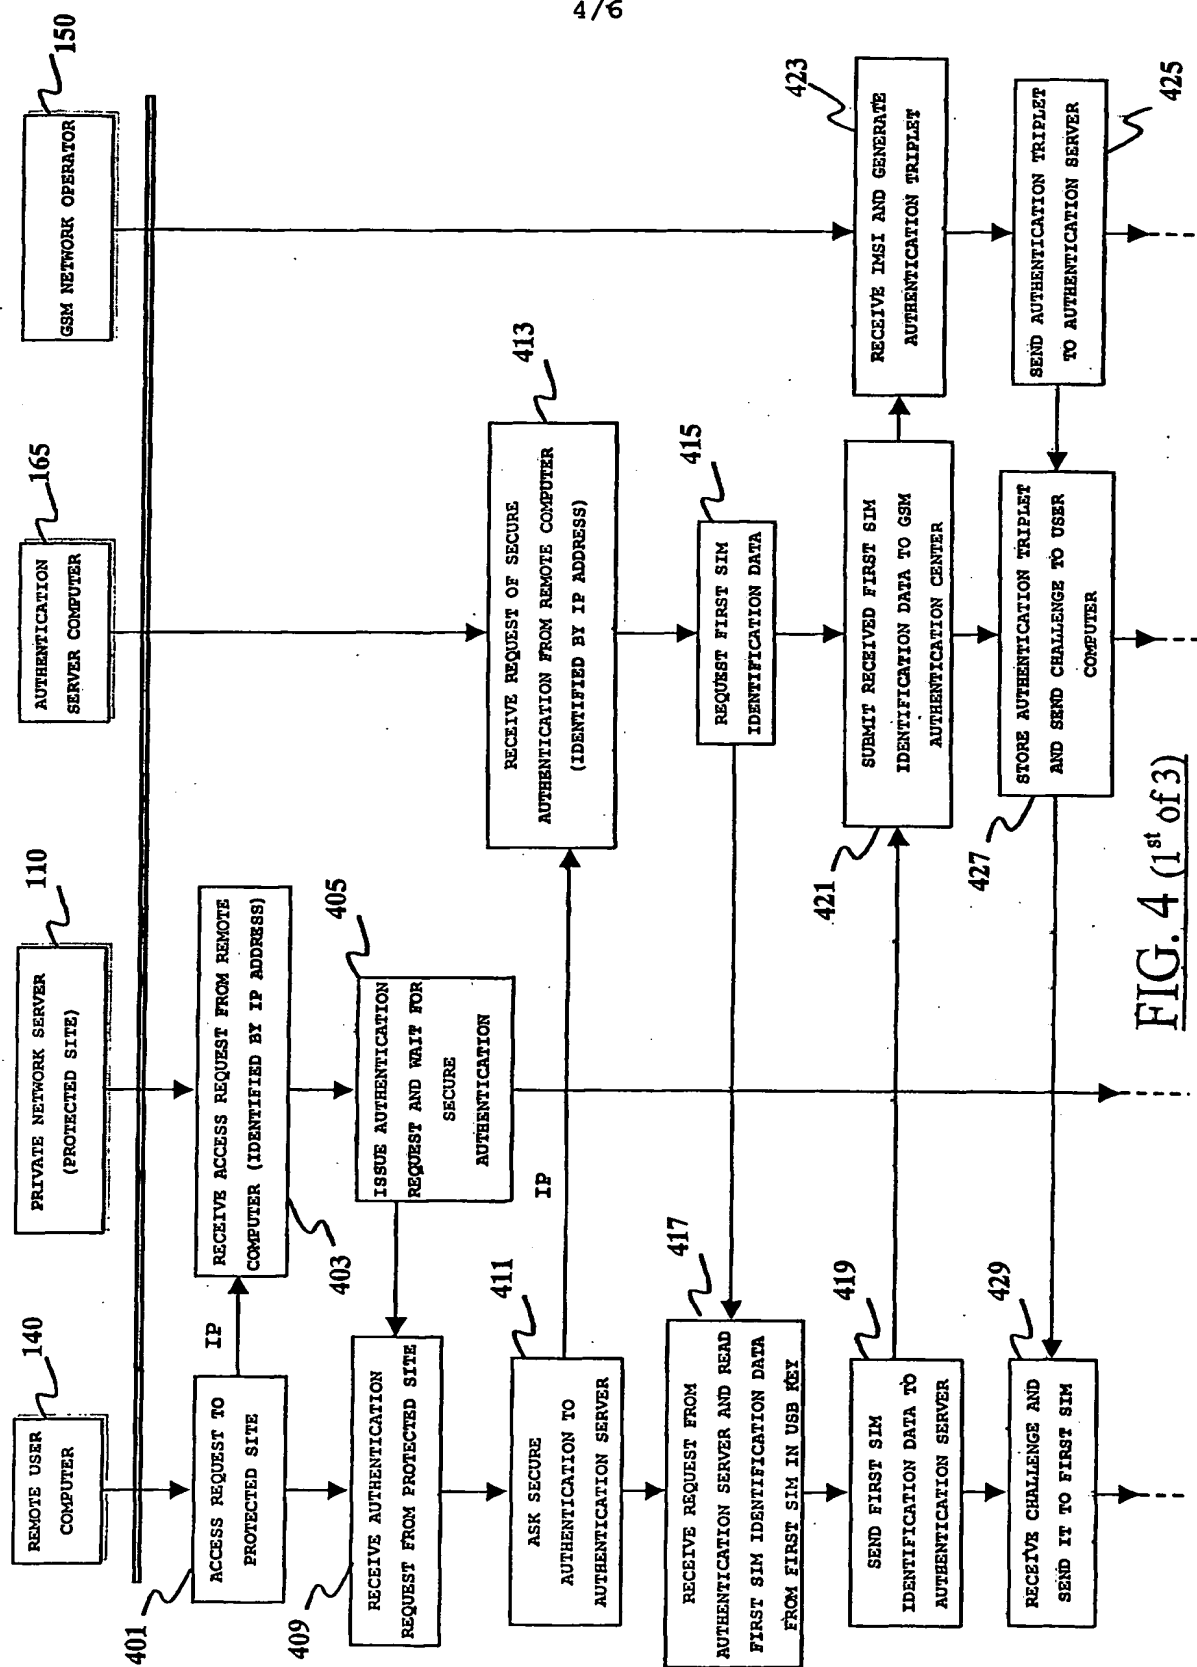 4/6
REMOTE USER
COMPUTER
140
PRIVATE NETWORK SERVER
(PROTECTED SITE)
110
AUTHENTICATION
SERVER COMPUTER
165
GSM NETWORK OPERATOR
150
401
ACCESS REQUEST TO
PROTECTED SITE
IP
RECEIVE ACCESS REQUEST FROM REMOTE
COMPUTER (IDENTIFIED BY IP ADDRESS)
403
ISSUE AUTHENTICATION
REQUEST AND WAIT FOR
SECURE
AUTHENTICATION
405
409
RECEIVE AUTHENTICATION
REQUEST FROM PROTECTED SITE
ASK SECURE
AUTHENTICATION TO
AUTHENTICATION SERVER
411
IP
RECEIVE REQUEST OF SECURE
AUTHENTICATION FROM REMOTE COMPUTER
(IDENTIFIED BY IP ADDRESS)
413
REQUEST FIRST SIM
IDENTIFICATION DATA
415
RECEIVE REQUEST FROM
AUTHENTICATION SERVER AND READ
FIRST SIM IDENTIFICATION DATA
FROM FIRST SIM IN USB KEY
417
SEND FIRST SIM
IDENTIFICATION DATA TO
AUTHENTICATION SERVER
419
421
SUBMIT RECEIVED FIRST SIM
IDENTIFICATION DATA TO GSM
AUTHENTICATION CENTER
RECEIVE IMSI AND GENERATE
AUTHENTICATION TRIPLET
423
SEND AUTHENTICATION TRIPLET
TO AUTHENTICATION SERVER
425
427
STORE AUTHENTICATION TRIPLET
AND SEND CHALLENGE TO USER
COMPUTER
RECEIVE CHALLENGE AND
SEND IT TO FIRST SIM
429
FIG. 4 (1st of 3)